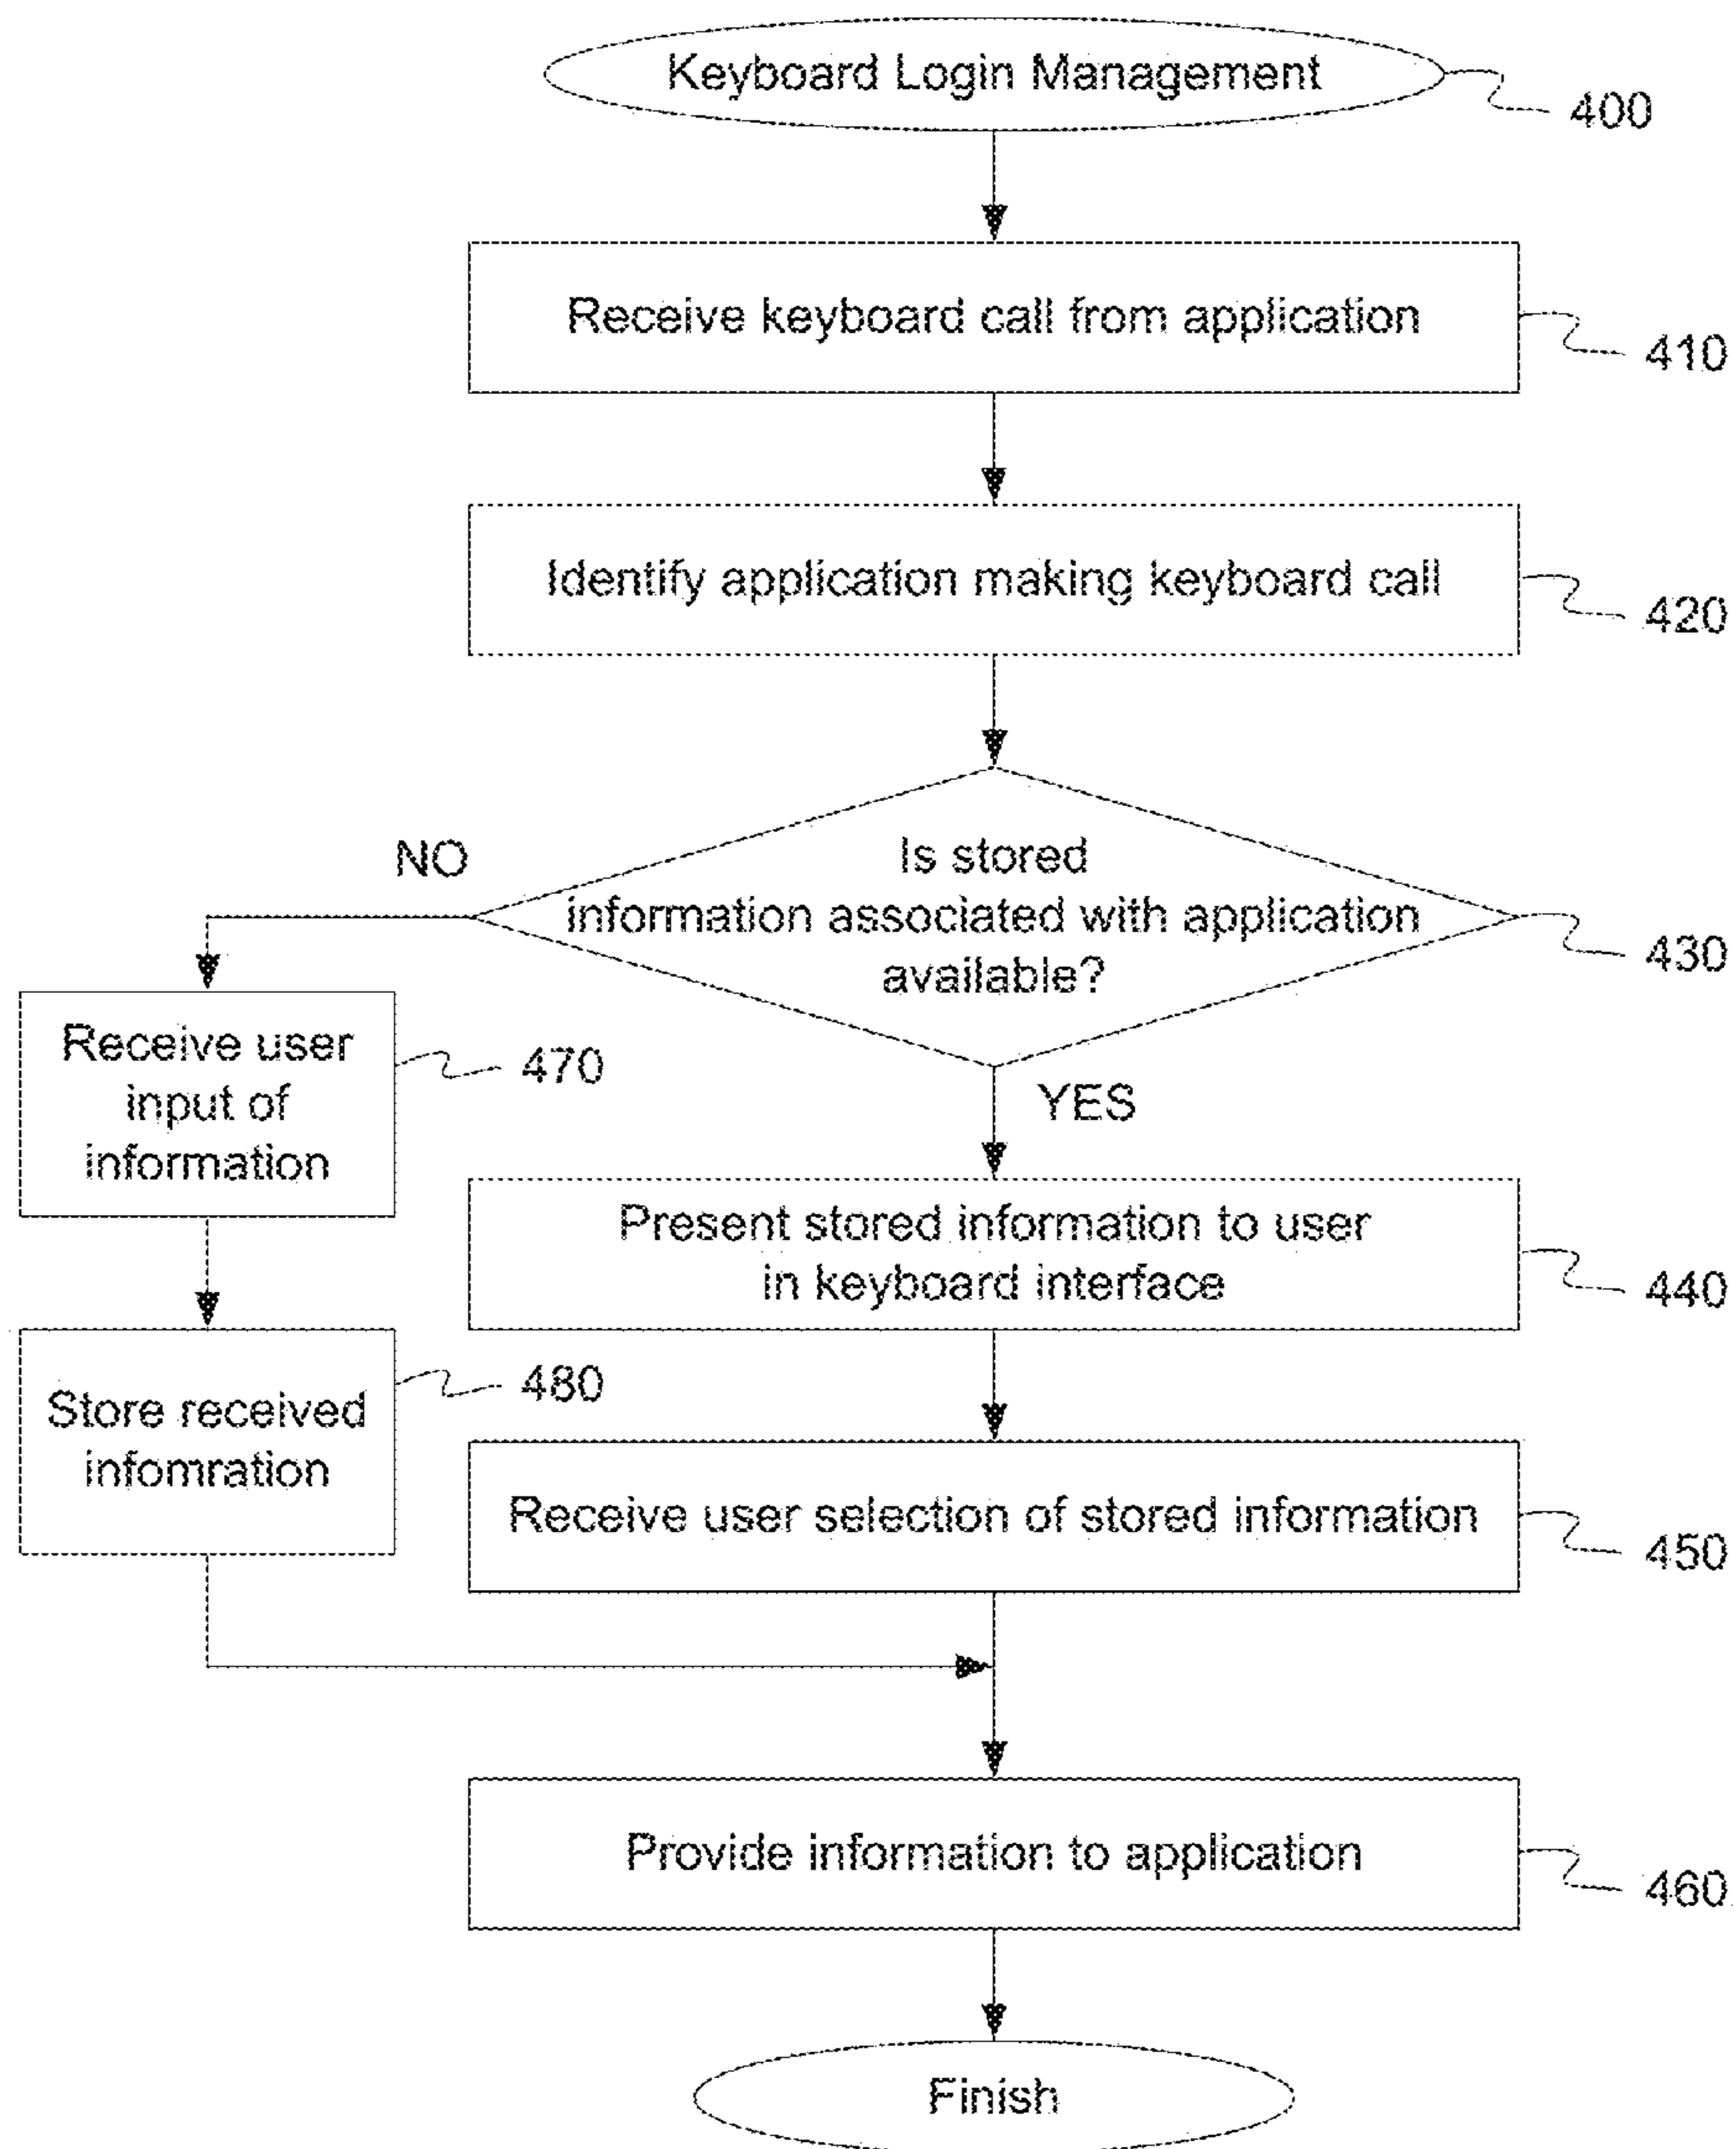 Keyboard Login Management
400
Receive keyboard call from application
410
Identify application making keyboard call
420
NO
Is stored
information associated with application
available?
430
Receive user
input of
information
470
YES
Present stored information to user
in keyboard interface
440
Store received
infomration
480
Receive user selection of stored information
450
Provide information to application
460
Finish